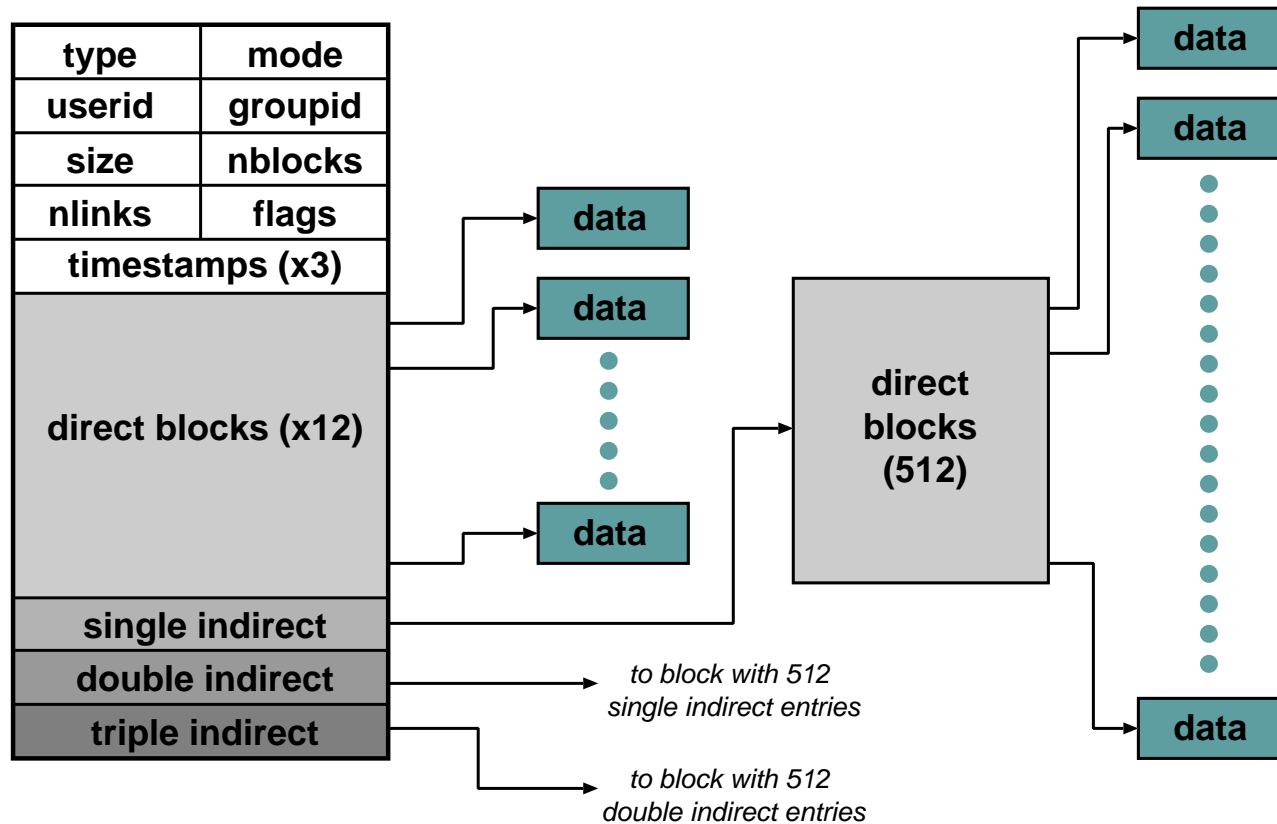 type
mode
userid
groupid
size
nblocks
nlinks
flags
timestamps (x3)
direct blocks (x12)
single indirect
double indirect
triple indirect
data
data
data
to block with 512
single indirect entries
to block with 512
double indirect entries
direct
blocks
(512)
data
data
data